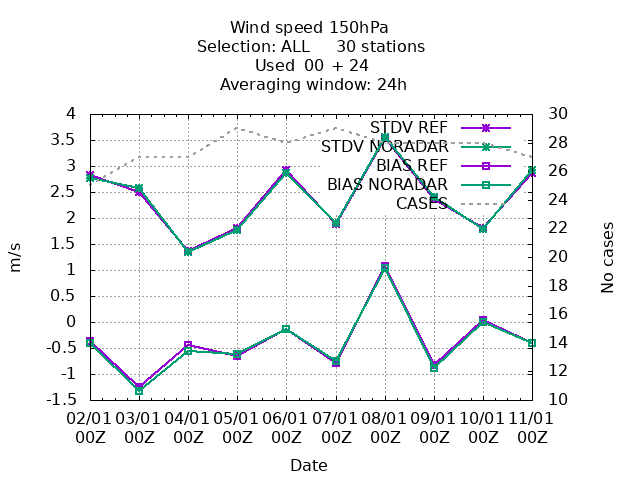 Wind speed 150hPa
Selection: ALL     30 stations
Used  00  + 24
Averaging window: 24h
4
3.5
3
2.5
2
1.5
1
0.5
0
-0.5
-1
-1.5
m/s
30
28
26
24
22
20
18
16
14
12
10
No cases
STDV REF
STDV NORADAR
BIAS REF
BIAS NORADAR
CASES
02/01 03/01 04/01 05/01 06/01 07/01 08/01 09/01 10/01 11/01
00Z 00Z 00Z 00Z 00Z 00Z 00Z 00Z 00Z 00Z
Date